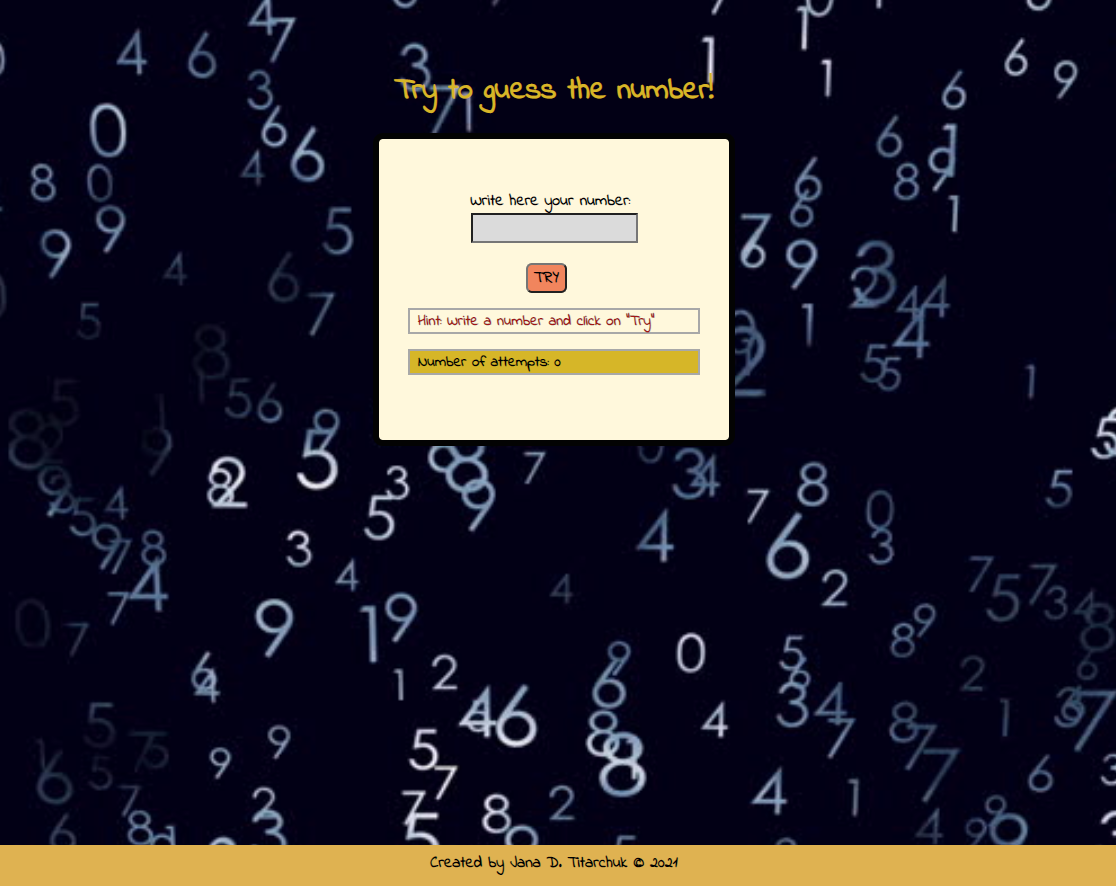 Try to guess the number!
Write here your number:
TRY
Hint: Write a number and click on "Try"
Number of attempts: 0
Created by Jana D. Titarchuk © 2021